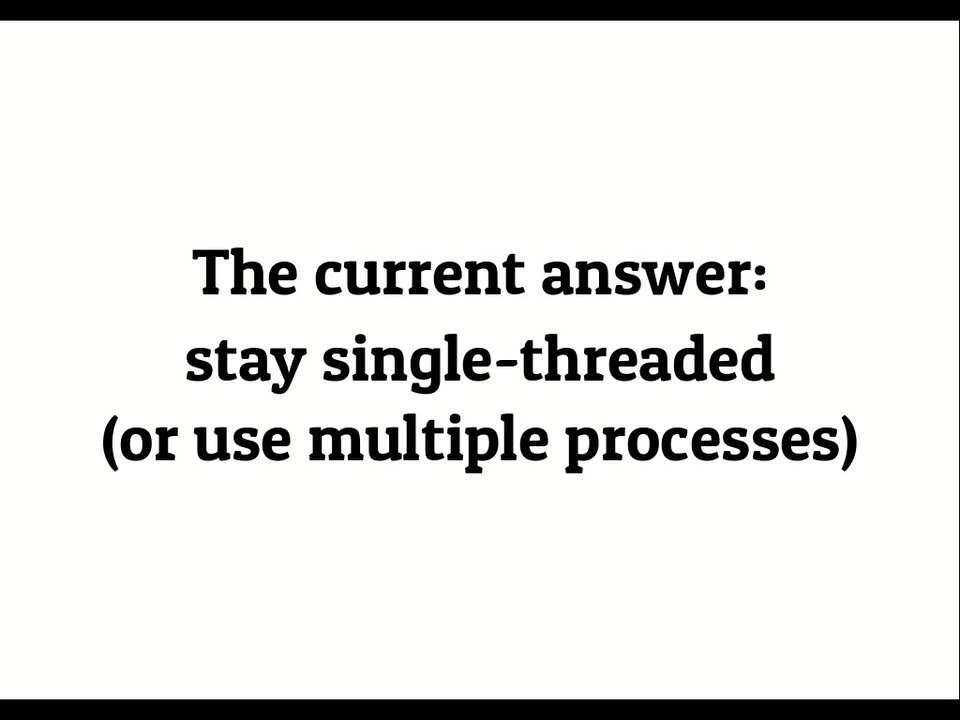 The current answer:
stay single-threaded
(or use multiple processes)